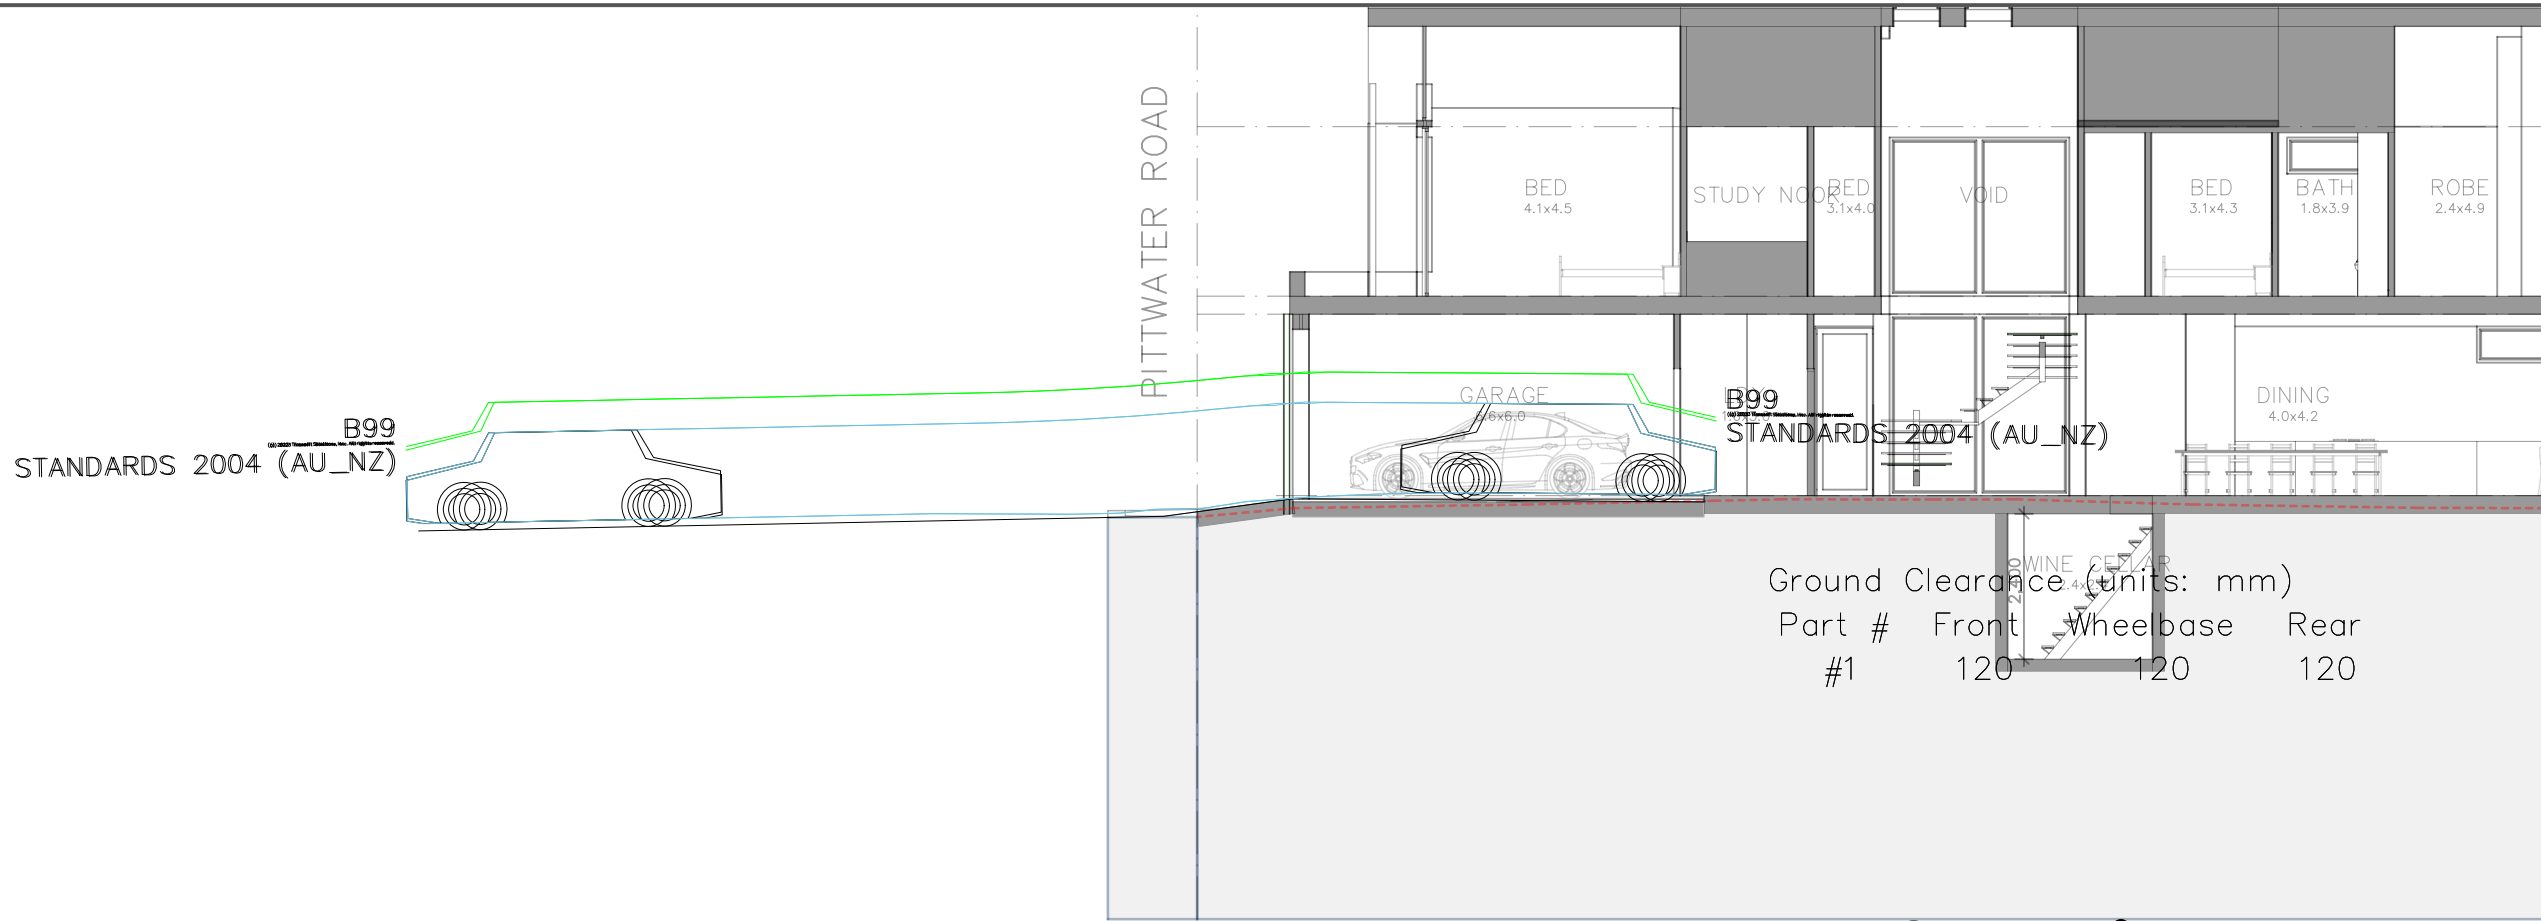 PITTWATER ROAD
BED
4.1x4.5
STUDY NOOK
BED
3.1x4.0
VOID
BED
3.1x4.3
BATH
1.8x3.9
ROBE
2.4x4.9
GARAGE
6.0
B99
STANDARDS 2004 (AU_NZ)
B99
STANDARDS 2004 (AU_NZ)
DINING
4.0x4.2
WINE CELLAR
2,400
Ground Clearance (units: mm)
Part # Front Wheelbase Rear
#1 120 120 120